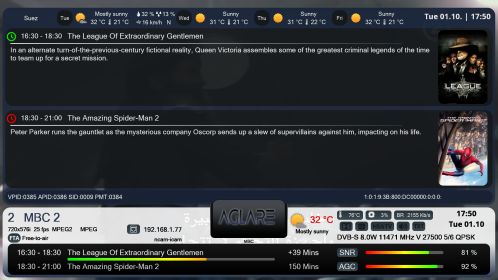 Suez Tue Mostly sunny 32 °C 21 °C 32 % 13 % 16 km/h N Wed Sunny 31 °C 21 °C Thu Sunny 31 °C 21 °C Fri Sunny 32 °C 21 °C Tue 01.10. | 17:50
16:30 - 18:30 The League Of Extraordinary Gentlemen
In an alternate turn-of-the-previous-century fictional reality, Queen Victoria assembles some of the greatest criminal legends of the time
to team up for a secret mission.
LEAGUE
18:30 - 21:00 The Amazing Spider-Man 2
Peter Parker runs the gauntlet as the mysterious company Oscorp sends up a slew of supervillains against him, impacting on his life.
VPID:0385 APID:0386 SID:0009 PMT:0384 1:0:1:9:3B:800:DC00000:0:0:0:
2 MBC 2
720x576i 25 fps MPEG2 MPEG
FTA Free-to-air
192.168.1.77
ncam-icam
AGLARE
MBC
32 °C
Mostly sunny
76°C 3% BR 2155 Kb/s
DVB-S 8.0W 11471 MHz V 27500 5/6 QPSK
17:50
Tue 01.10
16:30 - 18:30 The League Of Extraordinary Gentlemen +39 Mins SNR 81 %
18:30 - 21:00 The Amazing Spider-Man 2 150 Mins AGC 92 %